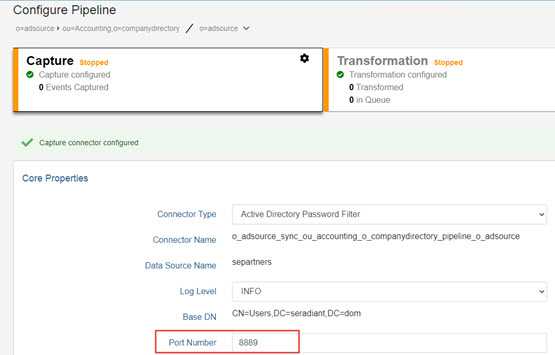 Configure Pipeline
o=adsource ▸ ou=Accounting,o=companydirectory / o=adsource
Capture Stopped
Capture configured
0 Events Captured
Transformation Stopped
Transformation configured
0 Transformed
0 in Queue
Capture connector configured
Core Properties
Connector Type Active Directory Password Filter
Connector Name o_adsource_sync_ou_accounting_o_companydirectory_pipeline_o_adsource
Data Source Name separtners
Log Level INFO
Base DN CN=Users,DC=seradiant,DC=dom
Port Number 8889